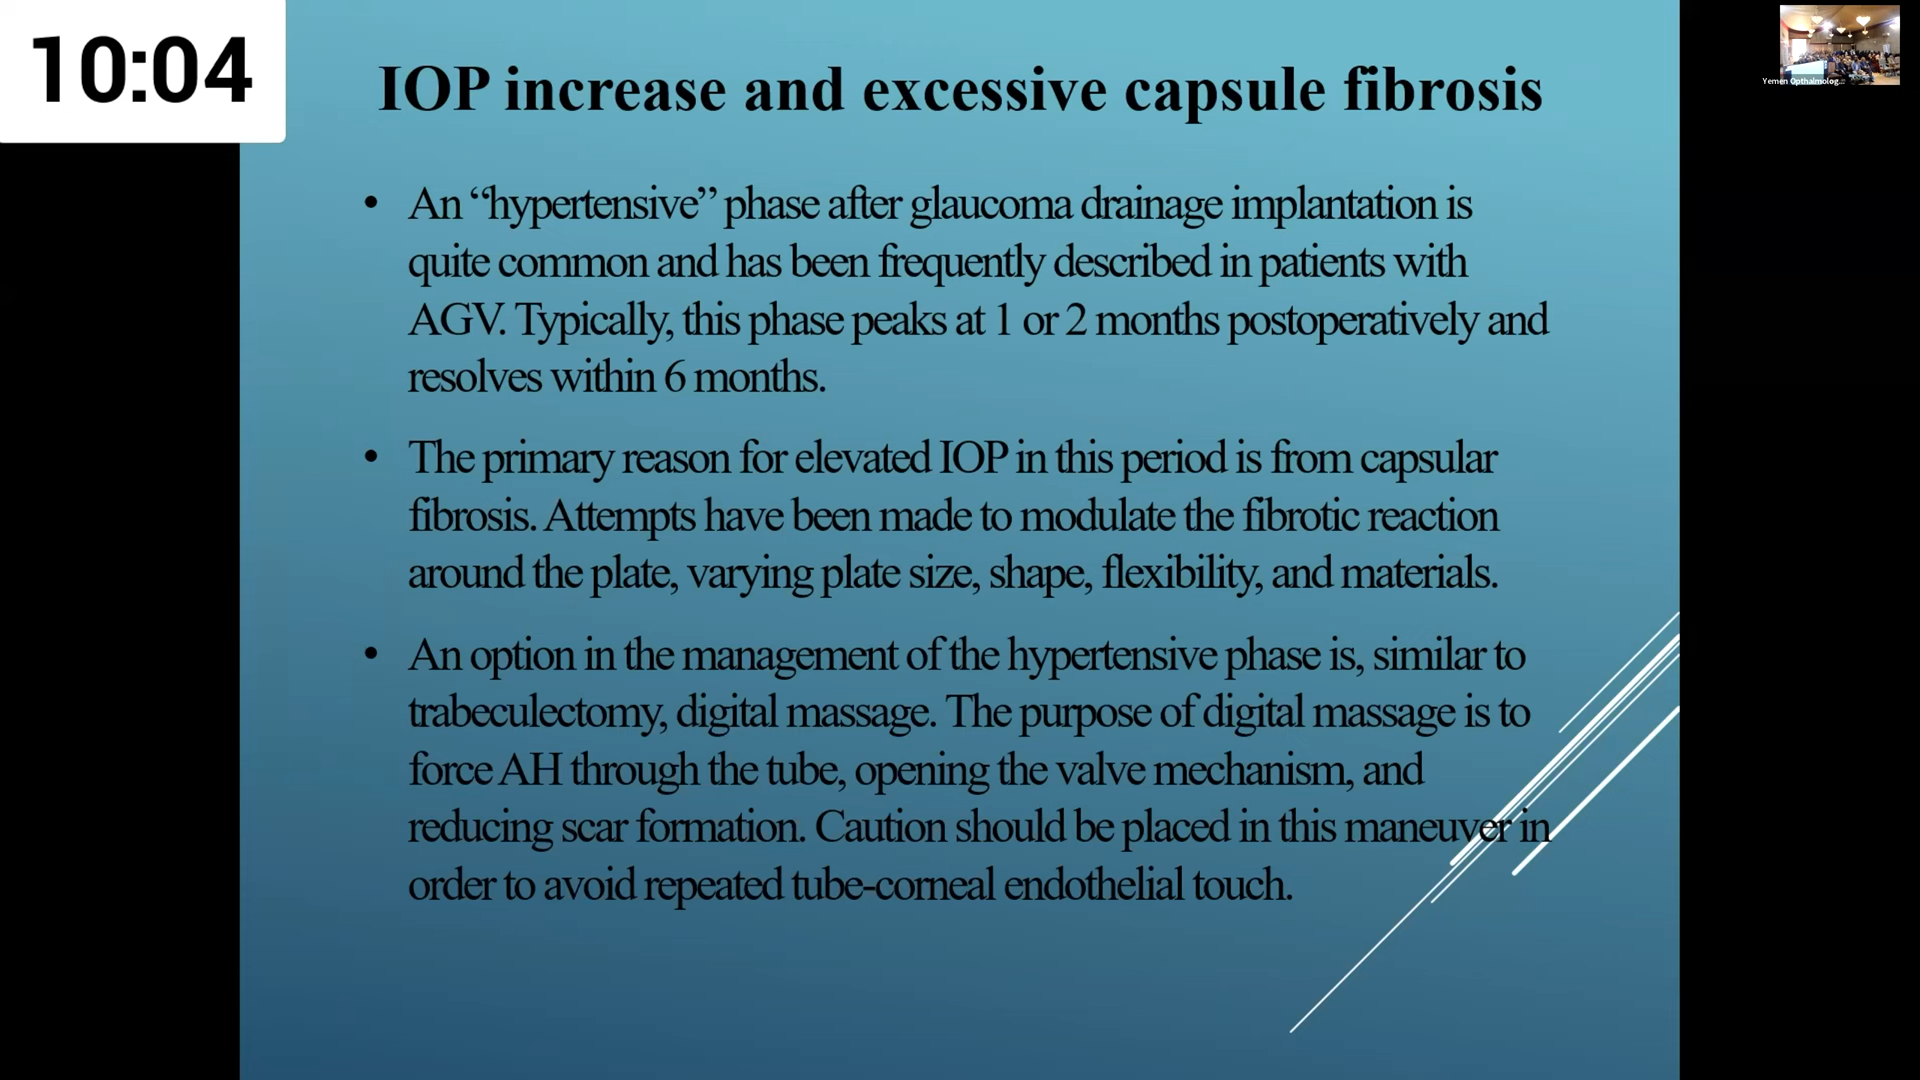 10:04
Yemen Opthalmolog...
IOP increase and excessive capsule fibrosis
• An “hypertensive” phase after glaucoma drainage implantation is
quite common and has been frequently described in patients with
AGV. Typically, this phase peaks at 1 or 2 months postoperatively and
resolves within 6 months.
• The primary reason for elevated IOP in this period is from capsular
fibrosis. Attempts have been made to modulate the fibrotic reaction
around the plate, varying plate size, shape, flexibility, and materials.
• An option in the management of the hypertensive phase is, similar to
trabeculectomy, digital massage. The purpose of digital massage is to
force AH through the tube, opening the valve mechanism, and
reducing scar formation. Caution should be placed in this maneuver in
order to avoid repeated tube-corneal endothelial touch.